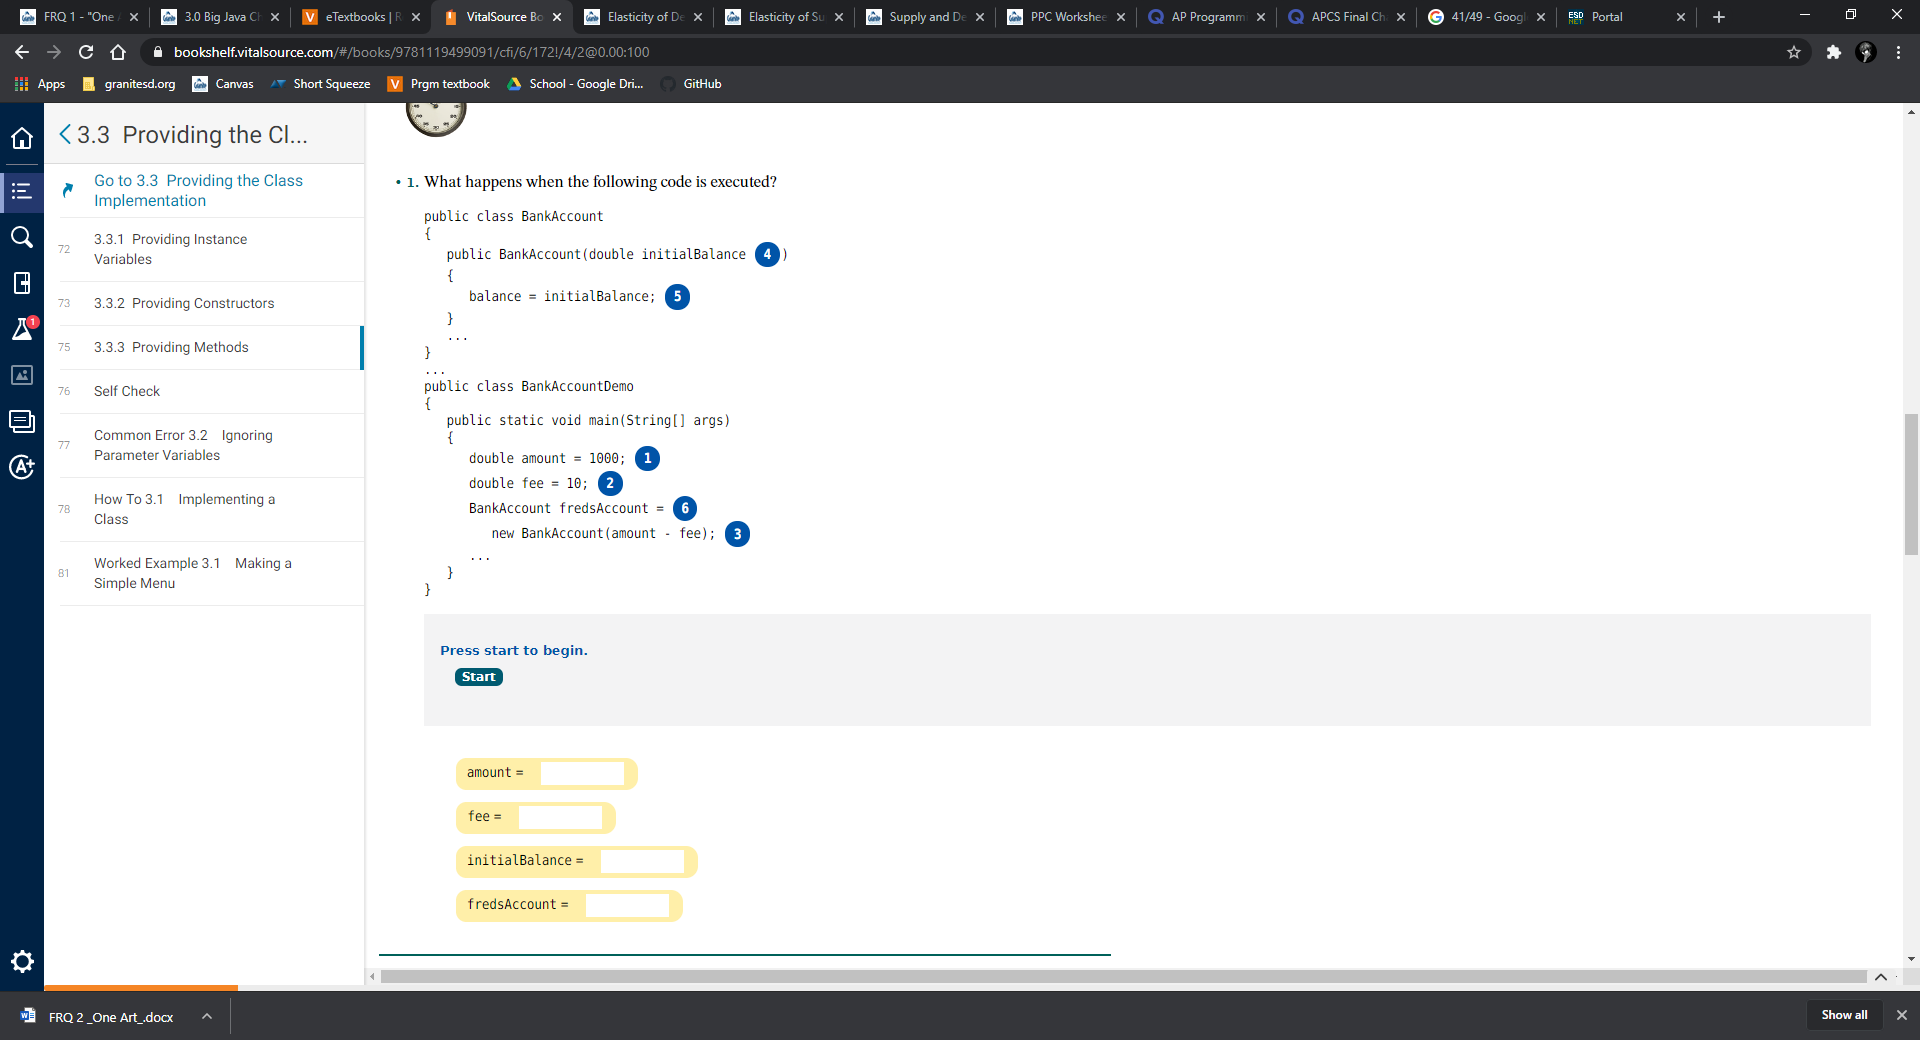 FRQ 1 - "One
3.0 Big Java Ch
eTextbooks | R
VitalSource Bo
Elasticity of De
Elasticity of Su
Supply and De
PPC Workshee
AP Programm
APCS Final Ch
41/49 - Googl
ESD NET
Portal
bookshelf.vitalsource.com/#/books/9781119499091/cfi/6/172!/4/2@0.00:100
Apps
granitesd.org
Canvas
Short Squeeze
Prgm textbook
School - Google Dri...
GitHub
3.3 Providing the Cl...
Go to 3.3 Providing the Class
Implementation
72 3.3.1 Providing Instance
Variables
73 3.3.2 Providing Constructors
75 3.3.3 Providing Methods
76 Self Check
77 Common Error 3.2 Ignoring
Parameter Variables
78 How To 3.1 Implementing a
Class
81 Worked Example 3.1 Making a
Simple Menu
1
A+
• 1. What happens when the following code is executed?
public class BankAccount
{
public BankAccount(double initialBalance 4 )
{
balance = initialBalance; 5
}
...
}
...
public class BankAccountDemo
{
public static void main(String[] args)
{
double amount = 1000; 1
double fee = 10; 2
BankAccount fredsAccount = 6
new BankAccount(amount - fee); 3
...
}
}
Press start to begin.
Start
amount =
fee =
initialBalance =
fredsAccount =
FRQ 2 _One Art_.docx
Show all